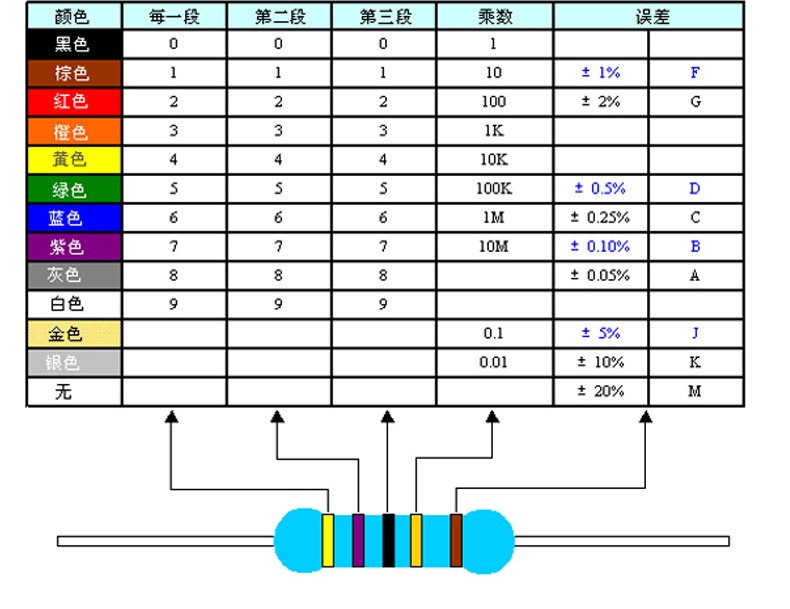 颜色 每一段 第二段 第三段 乘数 误差
黑色 0 0 0 1
棕色 1 1 1 10 ± 1% F
红色 2 2 2 100 ± 2% G
橙色 3 3 3 1K
黄色 4 4 4 10K
绿色 5 5 5 100K ± 0.5% D
蓝色 6 6 6 1M ± 0.25% C
紫色 7 7 7 10M ± 0.10% B
灰色 8 8 8 ± 0.05% A
白色 9 9 9
金色 0.1 ± 5% J
银色 0.01 ± 10% K
无 ± 20% M